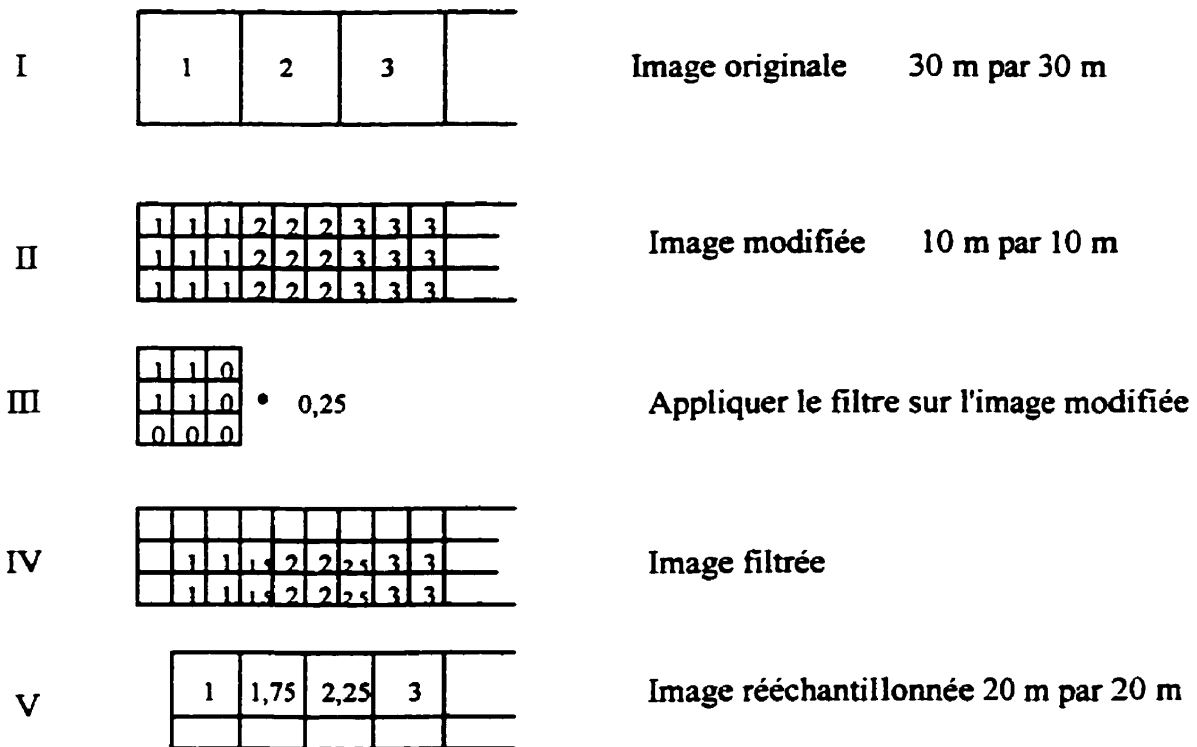 I 1 2 3 Image originale 30 m par 30 m
1 1 1 2 2 2 3 3 3
II 1 1 1 2 2 2 3 3 3 Image modifiée 10 m par 10 m
1 1 1 2 2 2 3 3 3
1 1 0
III 1 1 0 • 0,25 Appliquer le filtre sur l'image modifiée
0 0 0
IV 1 1 1.5 2 2 2.5 3 3 Image filtrée
1 1 1.5 2 2 2.5 3 3
V 1 1,75 2,25 3 Image rééchantillonnée 20 m par 20 m